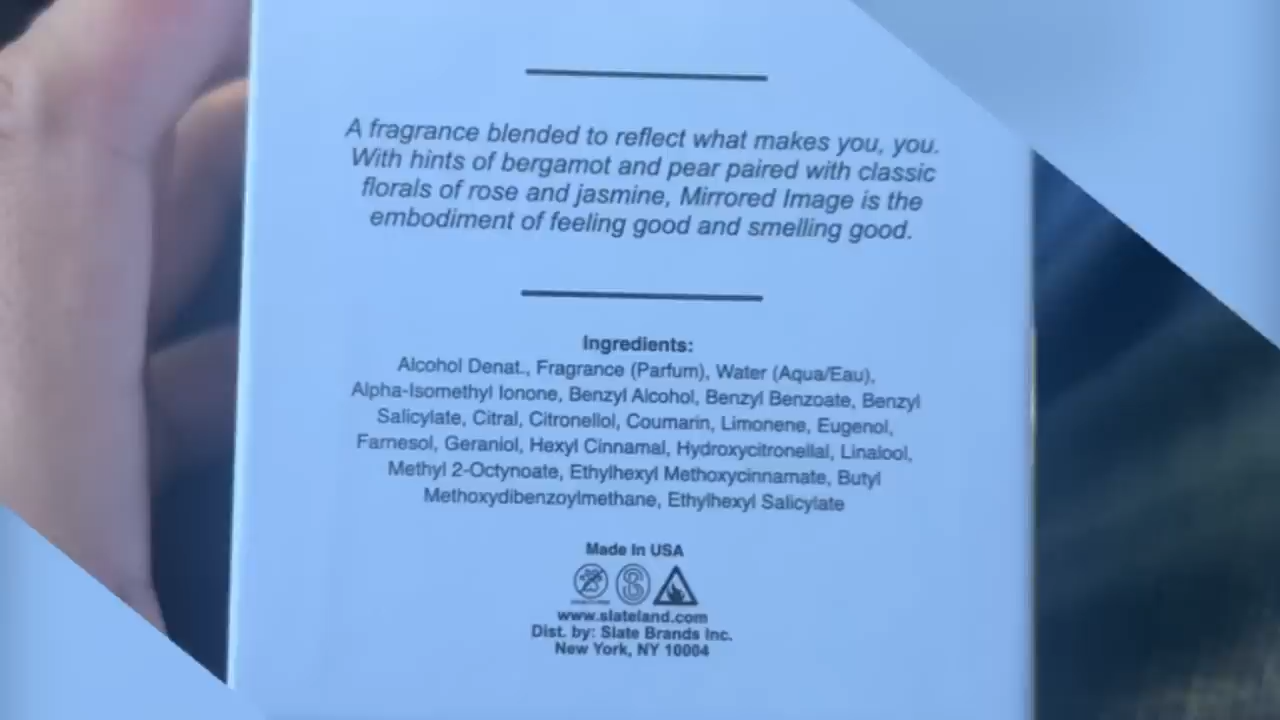 A fragrance blended to reflect what makes you, you.
With hints of bergamot and pear paired with classic
florals of rose and jasmine, Mirrored Image is the
embodiment of feeling good and smelling good.
Ingredients:
Alcohol Denat., Fragrance (Parfum), Water (Aqua/Eau),
Alpha-Isomethyl Ionone, Benzyl Alcohol, Benzyl Benzoate, Benzyl
Salicylate, Citral, Citronellol, Coumarin, Limonene, Eugenol,
Farnesol, Geraniol, Hexyl Cinnamal, Hydroxycitronellal, Linalool,
Methyl 2-Octynoate, Ethylhexyl Methoxycinnamate, Butyl
Methoxydibenzoylmethane, Ethylhexyl Salicylate
Made In USA
www.slateland.com
Dist. by: Slate Brands Inc.
New York, NY 10004